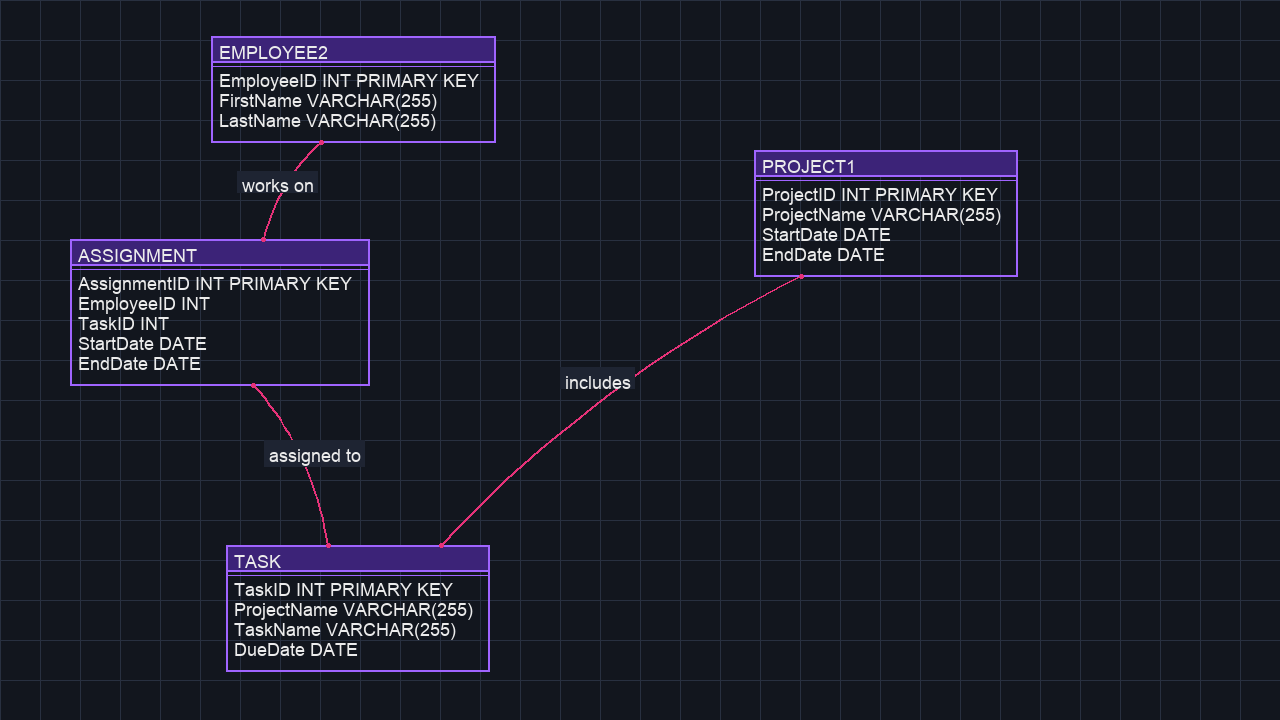 EMPLOYEE2
EmployeeID INT PRIMARY KEY
FirstName VARCHAR(255)
LastName VARCHAR(255)
works on
PROJECT1
ProjectID INT PRIMARY KEY
ProjectName VARCHAR(255)
StartDate DATE
EndDate DATE
ASSIGNMENT
AssignmentID INT PRIMARY KEY
EmployeeID INT
TaskID INT
StartDate DATE
EndDate DATE
includes
assigned to
TASK
TaskID INT PRIMARY KEY
ProjectName VARCHAR(255)
TaskName VARCHAR(255)
DueDate DATE